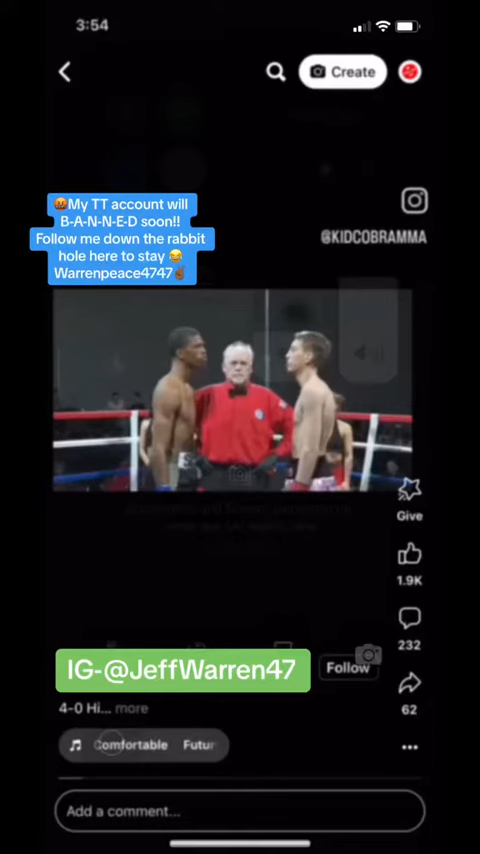 3:54
Create
🤬My TT account will
B-A-N-N-E-D soon!!
Follow me down the rabbit
hole here to stay 😂
Warrenpeace4747✌🏾
@KIDCOBRAMMA
Give
1.9K
232
IG-@JeffWarren47
Follow
62
4-0 Hi... more
Comfortable Futur
Add a comment...